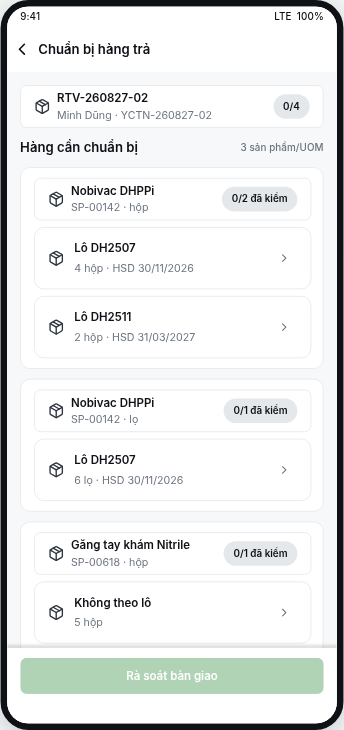 9:41
LTE 100%
Chuẩn bị hàng trả
RTV-260827-02
Minh Dũng · YCTN-260827-02
0/4
Hàng cần chuẩn bị
3 sản phẩm/UOM
Nobivac DHPPi
SP-00142 · hộp
0/2 đã kiểm
Lô DH2507
4 hộp · HSD 30/11/2026
Lô DH2511
2 hộp · HSD 31/03/2027
Nobivac DHPPi
SP-00142 · lọ
0/1 đã kiểm
Lô DH2507
6 lọ · HSD 30/11/2026
Găng tay khám Nitrile
SP-00618 · hộp
0/1 đã kiểm
Không theo lô
5 hộp
Rà soát bàn giao